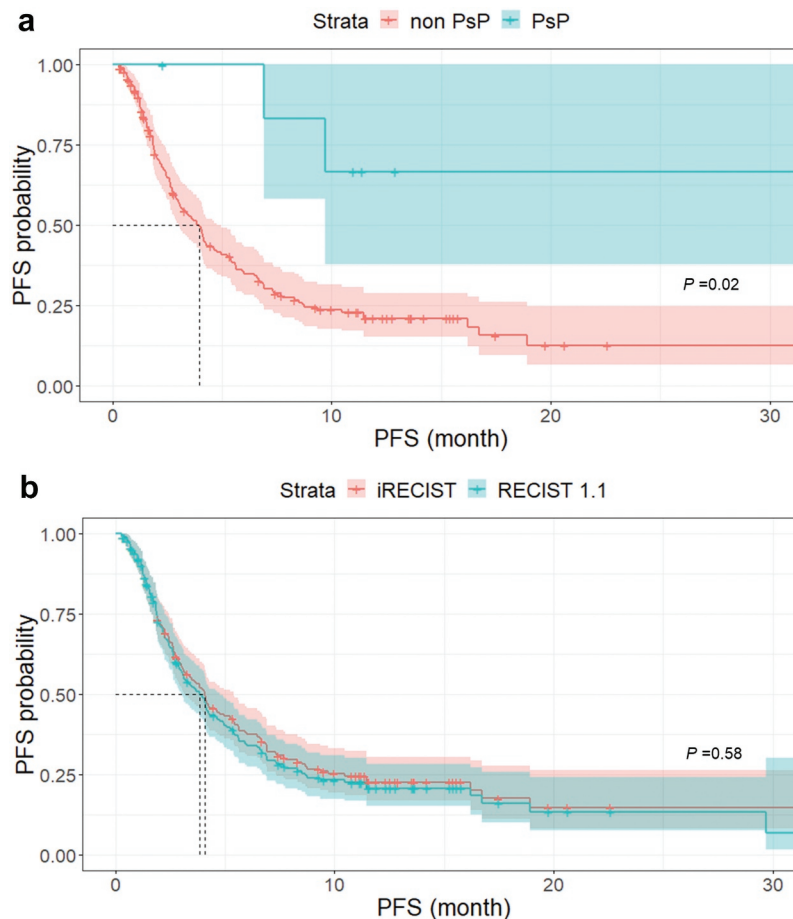 a
Strata non PsP PsP
1.00
0.75
0.50
0.25
0.00
PFS probability
P =0.02
0 10 20 30
PFS (month)
b
Strata iRECIST RECIST 1.1
1.00
0.75
0.50
0.25
0.00
PFS probability
P =0.58
0 10 20 30
PFS (month)